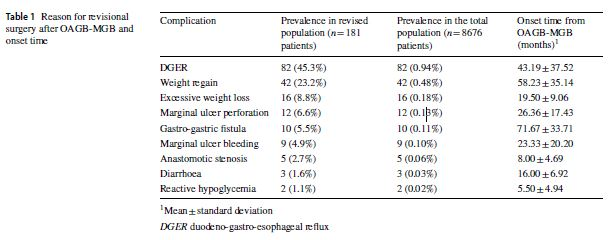 Table 1 Reason for revisional
surgery after OAGB-MGB and
onset time
Complication Prevalence in revised Prevalence in the total Onset time from
population (n=181 population (n=8676 OAGB-MGB
patients) patients) (months)1
DGER 82 (45.3%) 82 (0.94%) 43.19±37.52
Weight regain 42 (23.2%) 42 (0.48%) 58.23±35.14
Excessive weight loss 16 (8.8%) 16 (0.18%) 19.50±9.06
Marginal ulcer perforation 12 (6.6%) 12 (0.13%) 26.36±17.43
Gastro-gastric fistula 10 (5.5%) 10 (0.11%) 71.67±33.71
Marginal ulcer bleeding 9 (4.9%) 9 (0.10%) 23.33±20.20
Anastomotic stenosis 5 (2.7%) 5 (0.06%) 8.00±4.69
Diarrhoea 3 (1.6%) 3 (0.03%) 16.00±6.92
Reactive hypoglycemia 2 (1.1%) 2 (0.02%) 5.50±4.94
1Mean±standard deviation
DGER duodeno-gastro-esophageal reflux